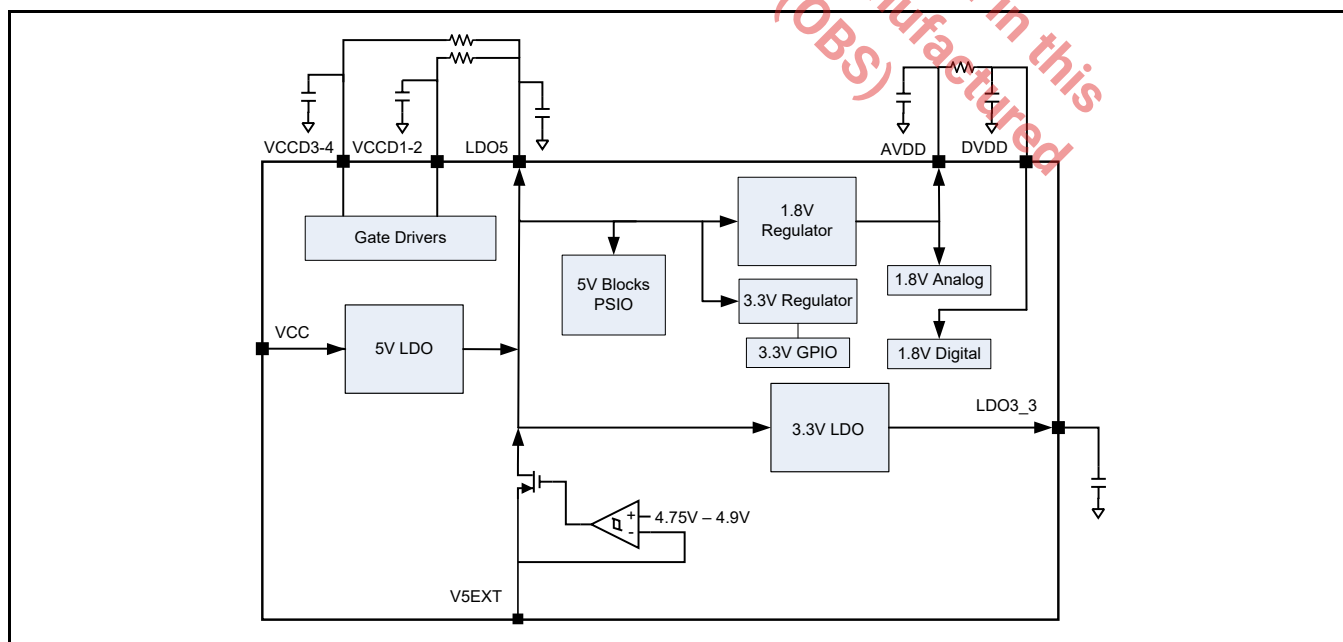 in this
nufactured
(OBS)
VCCD3-4
VCCD1-2
LDO5
AVDD
DVDD
Gate Drivers
1.8V
Regulator
5V Blocks
PSIO
3.3V Regulator
1.8V Analog
VCC
5V LDO
3.3V GPIO
1.8V Digital
3.3V LDO
LDO3_3
+
4.75V – 4.9V
-
V5EXT